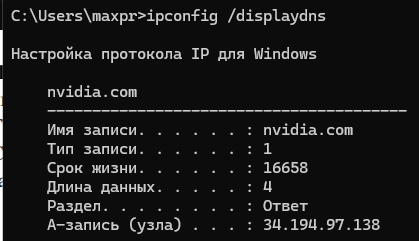 C:\Users\maxpr>ipconfig /displaydns
Настройка протокола IP для Windows
nvidia.com
----------------------------------------
Имя записи. . . . . . : nvidia.com
Тип записи. . . . . . : 1
Срок жизни. . . . . . : 16658
Длина данных. . . . . : 4
Раздел. . . . . . . . : Ответ
А-запись (узла) . . . : 34.194.97.138